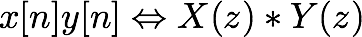 x[n]y[n] ⇔ X(z) * Y(z)